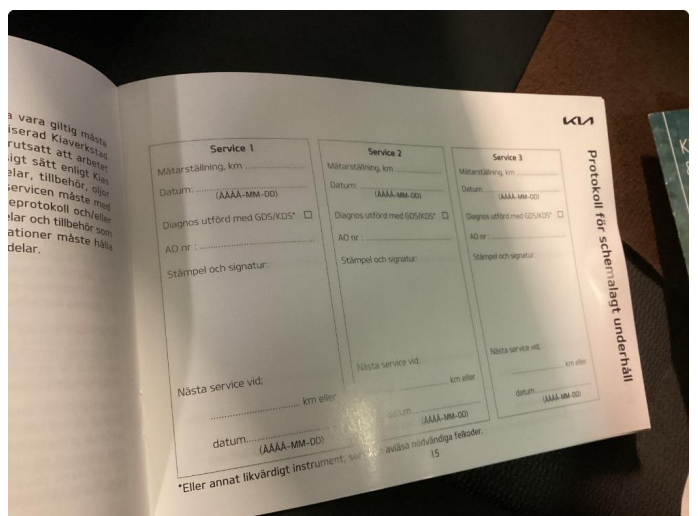 a vara giltig måste
iserad Kiaverkstad
rutsatt att arbetet
sigt sätt enligt Kias
elar, tillbehör, oljor
servicen måste med
eprotokoll och/eller
elar och tillbehör som
ationer måste hålla
delar.
KIA
Protokoll för schemalagt underhåll
Service 1
Mätarställning, km
Datum:
(ÅÅÅÅ-MM-DD)
Diagnos utförd med GDS/KDS* ☐
AO nr :
Stämpel och signatur:
Nästa service vid:
km eller
datum
(ÅÅÅÅ-MM-DD)
Service 2
Mätarställning, km
Datum:
(ÅÅÅÅ-MM-DD)
Diagnos utförd med GDS/KDS* ☐
AO nr :
Stämpel och signatur:
Nästa service vid:
km eller
datum
(ÅÅÅÅ-MM-DD)
Service 3
Mätarställning, km
Datum:
(ÅÅÅÅ-MM-DD)
Diagnos utförd med GDS/KDS* ☐
AO nr :
Stämpel och signatur:
Nästa service vid:
km eller
datum
(ÅÅÅÅ-MM-DD)
*Eller annat likvärdigt instrument, avläsa nödvändiga felkoder.
15
K